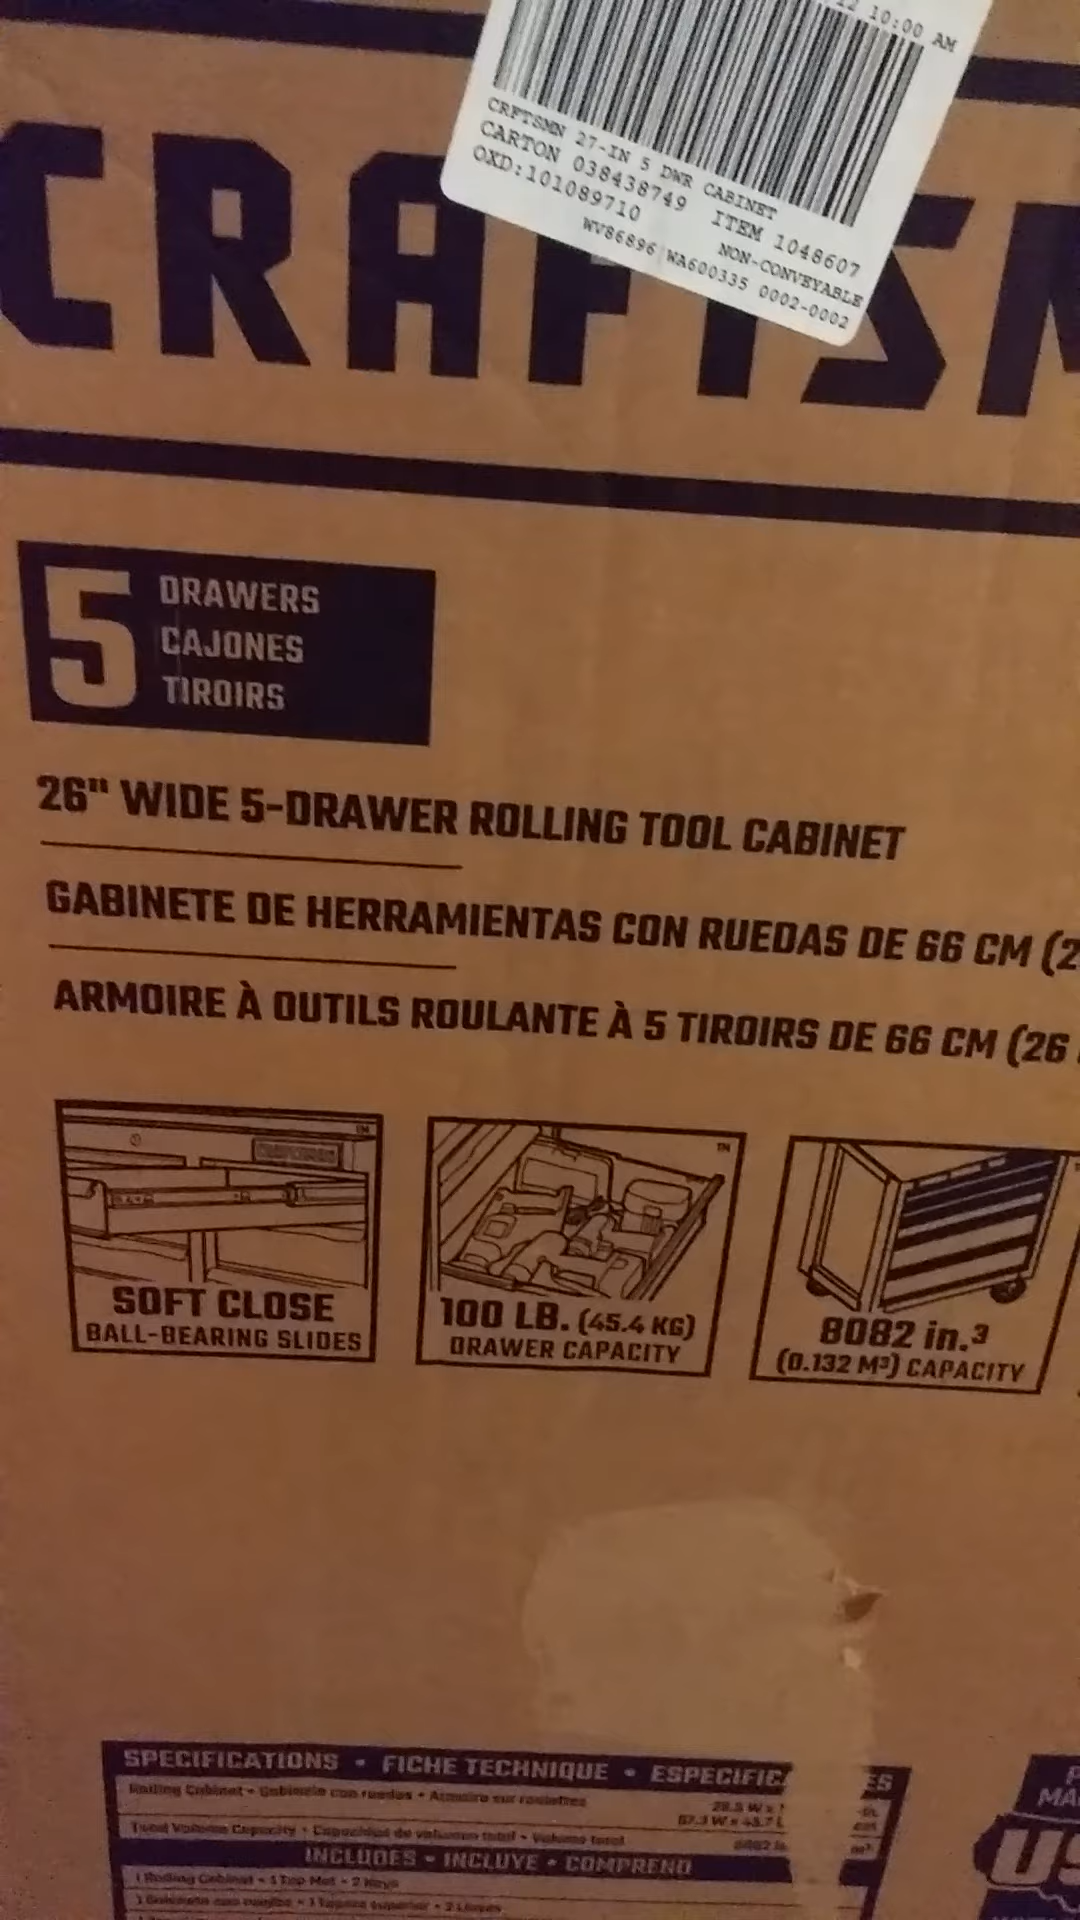 12 10:00 AM
CRFTSMN 27-IN 5 DWR CABINET
CARTON 038438749 ITEM 1048607
OXD:101089710 NON-CONVEYABLE
WV86896 WA600335 0002-0002
CRAFTSM
5
DRAWERS
CAJONES
TIROIRS
26" WIDE 5-DRAWER ROLLING TOOL CABINET
GABINETE DE HERRAMIENTAS CON RUEDAS DE 66 CM (2
ARMOIRE À OUTILS ROULANTE À 5 TIROIRS DE 66 CM (26
SOFT CLOSE
BALL-BEARING SLIDES
100 LB. (45.4 KG)
DRAWER CAPACITY
8082 in.³
(0.132 M³) CAPACITY
SPECIFICATIONS • FICHE TECHNIQUE • ESPECIFIC ES
Rolling Cabinet • Gabinete con ruedas • Armoire sur roulettes
Total Volume Capacity • Capacidad de volumen total • Volume total
INCLUDES • INCLUYE • COMPREND
1 Rolling Cabinet • 1 Top Mat • 2 Keys
MA
US